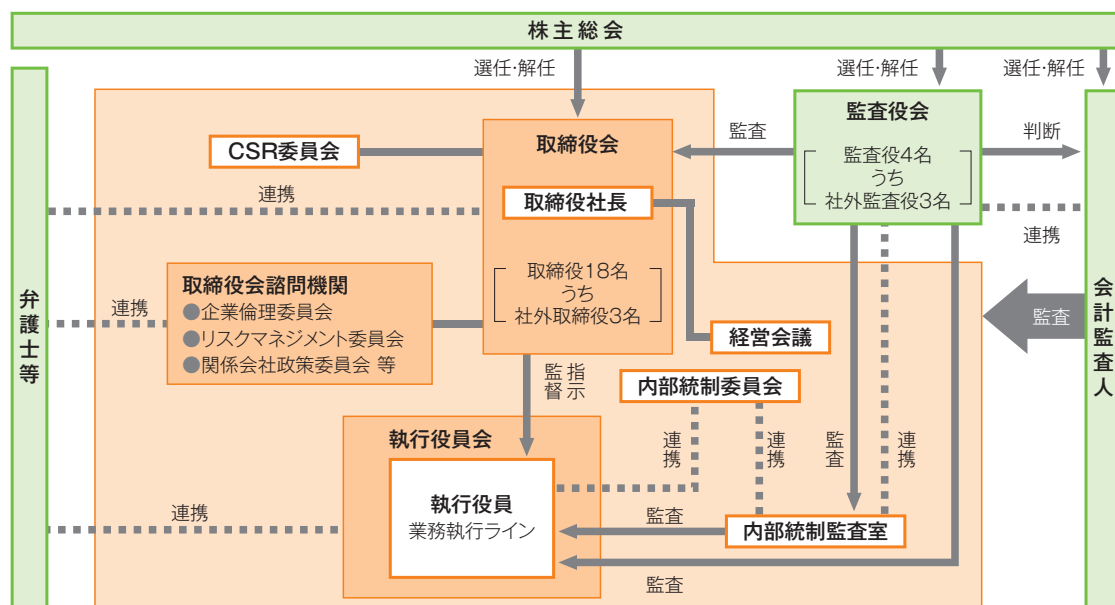 株主総会
選任・解任
選任・解任
選任・解任
監査役会
監査役4名
うち
社外監査役3名
監査
判断
連携
CSR委員会
取締役会
取締役社長
連携
取締役18名
うち
社外取締役3名
取締役会諮問機関
●企業倫理委員会
●リスクマネジメント委員会
●関係会社政策委員会 等
連携
弁護士等
会計監査人
監査
経営会議
指示
監督
内部統制委員会
連携
連携
監査
連携
執行役員会
執行役員
業務執行ライン
連携
監査
内部統制監査室
監査